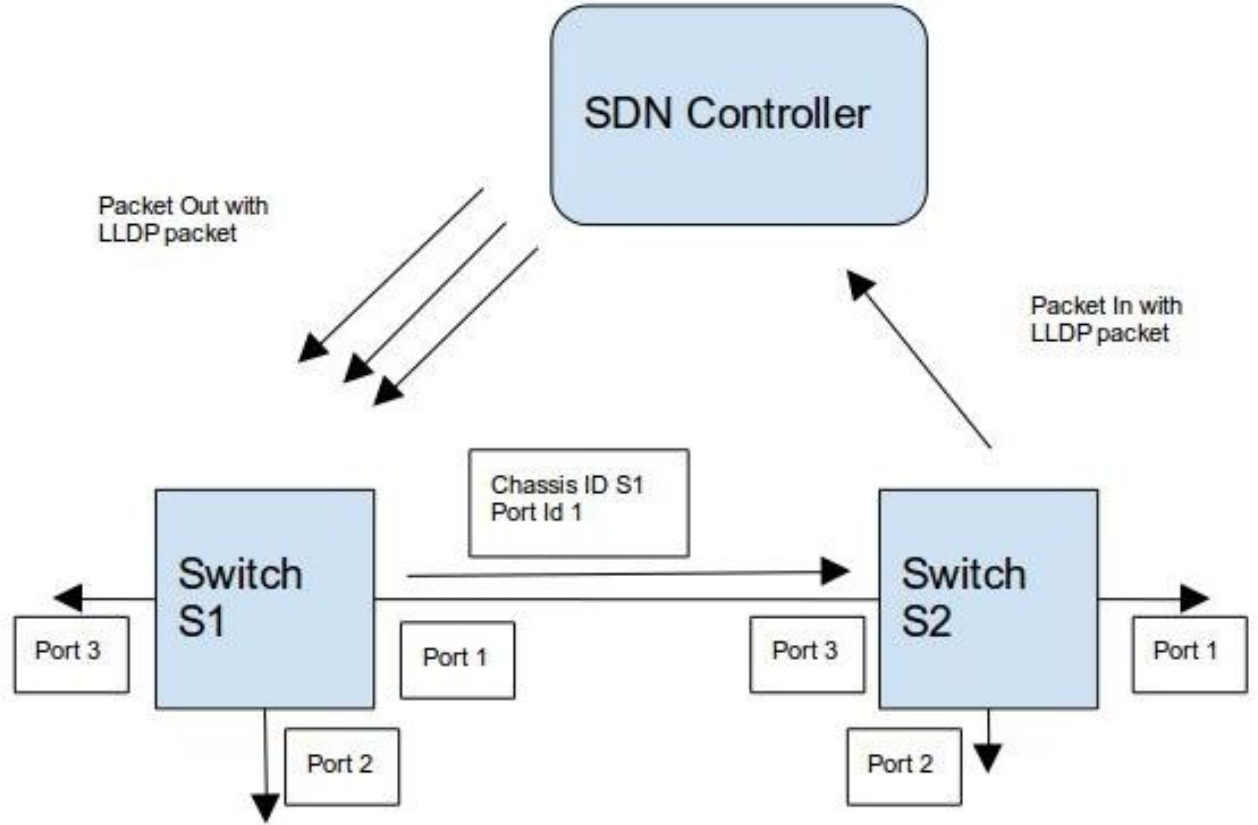 SDN Controller
Packet Out with
LLDP packet
Packet In with
LLDP packet
Chassis ID S1
Port Id 1
Switch
S1
Switch
S2
Port 3
Port 1
Port 3
Port 1
Port 2
Port 2